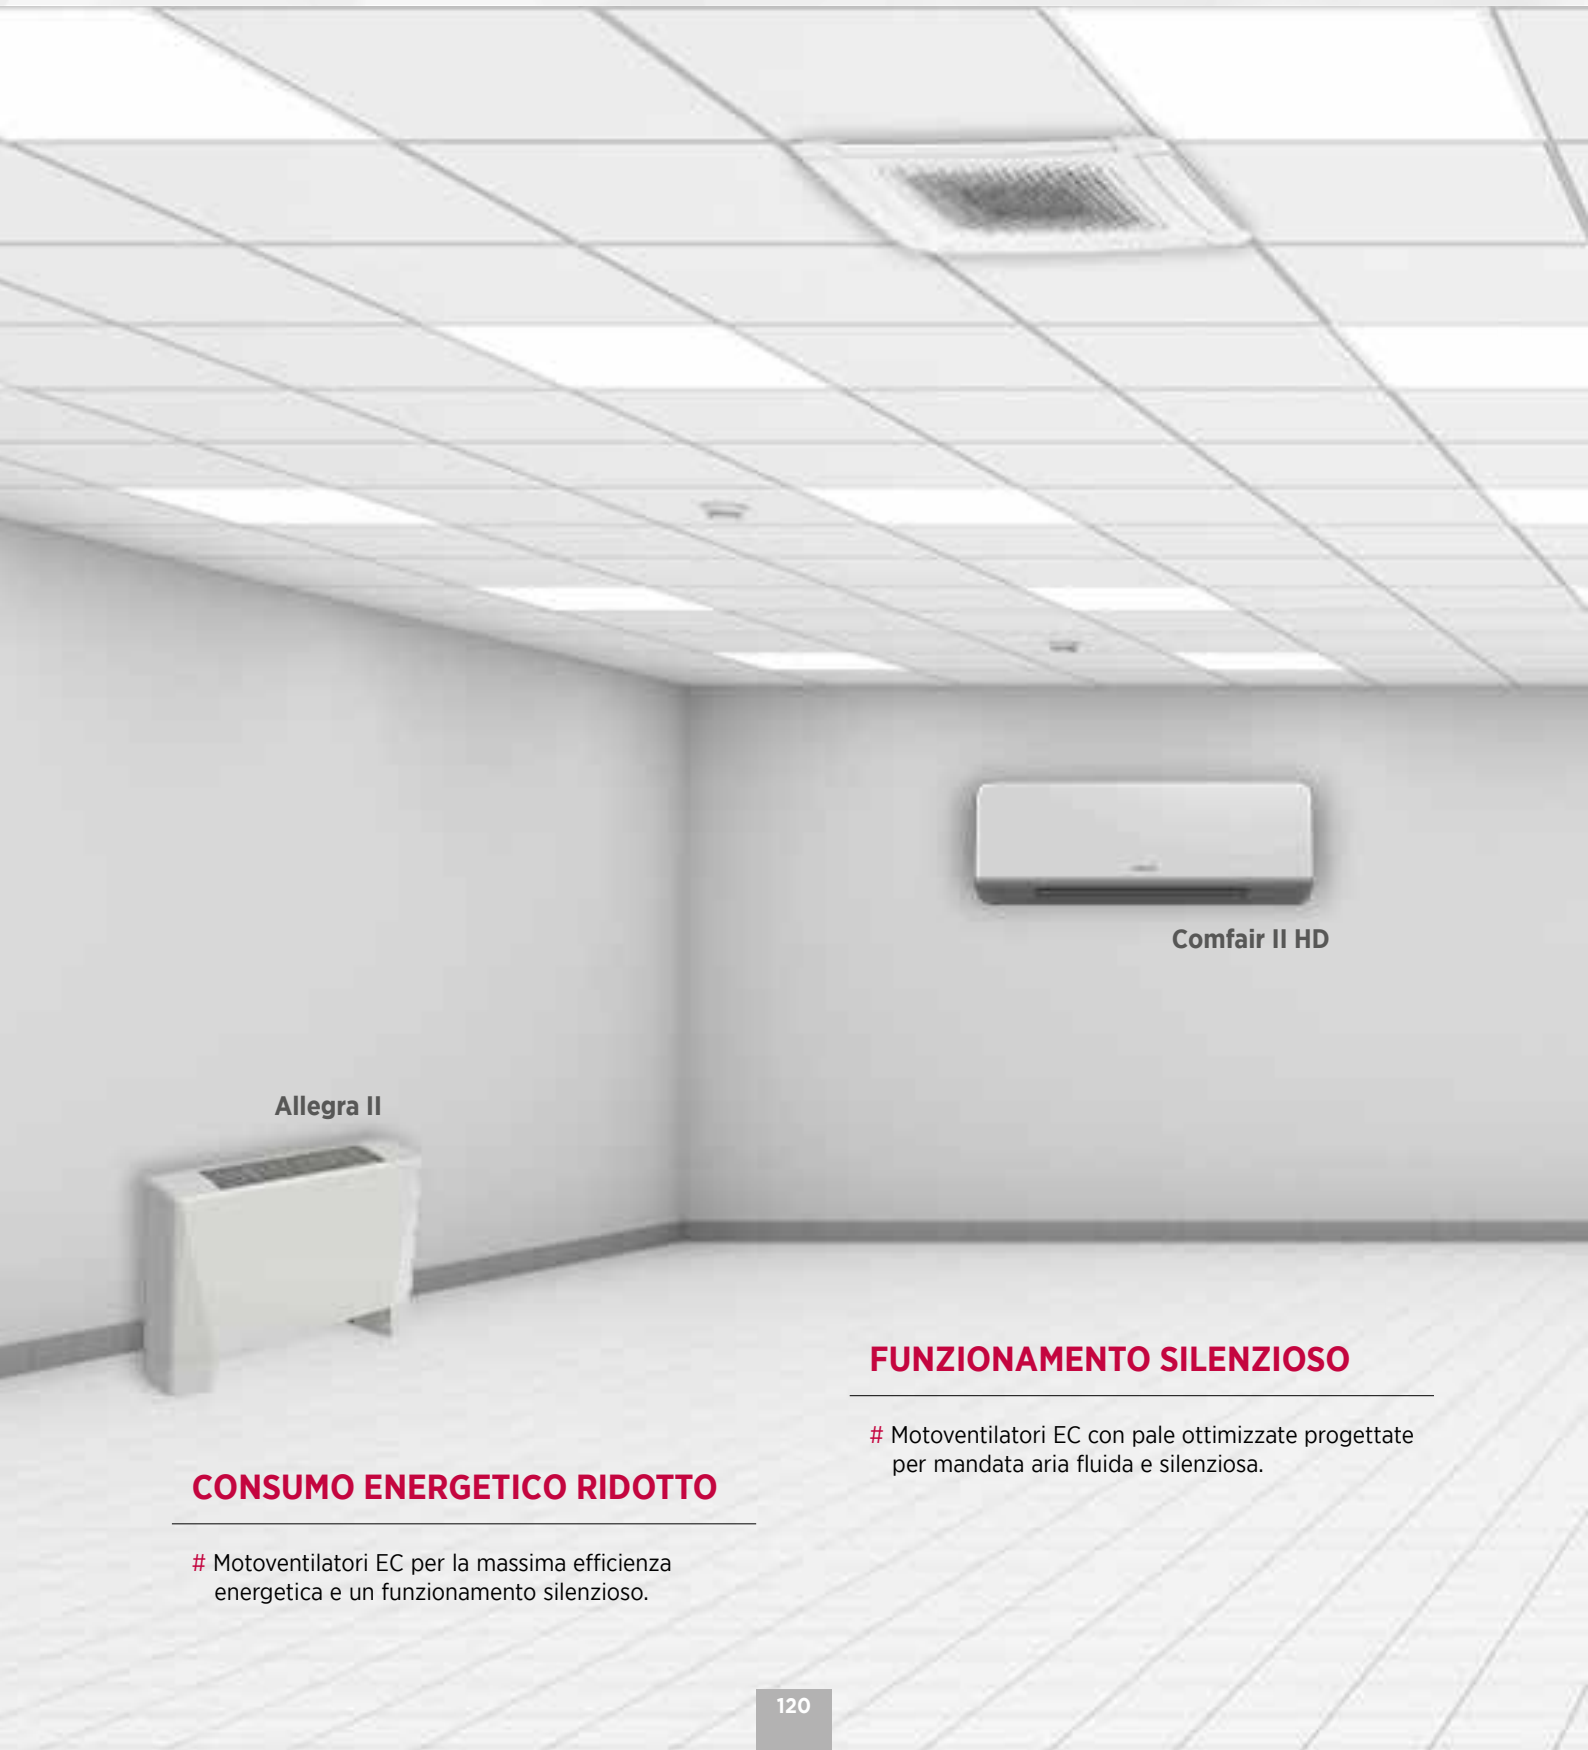 Comfair II HD
Allegra II
FUNZIONAMENTO SILENZIOSO
# Motoventilatori EC con pale ottimizzate progettate
per mandata aria fluida e silenziosa.
CONSUMO ENERGETICO RIDOTTO
# Motoventilatori EC per la massima efficienza
energetica e un funzionamento silenzioso.
120